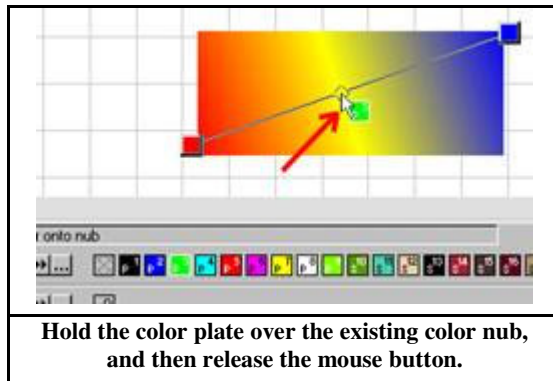 r onto nub
...
Hold the color plate over the existing color nub,
and then release the mouse button.